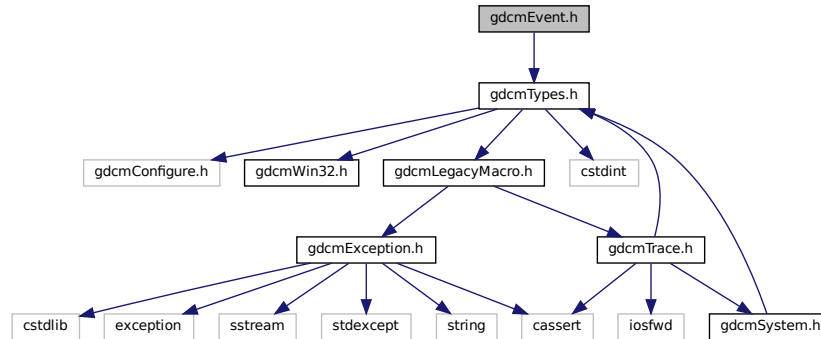 gdcmEvent.h
gdcmTypes.h
gdcmConfigure.h
gdcmWin32.h
gdcmLegacyMacro.h
cstdint
gdcmException.h
gdcmTrace.h
cstdlib
exception
sstream
stdexcept
string
cassert
iosfwd
gdcmSystem.h